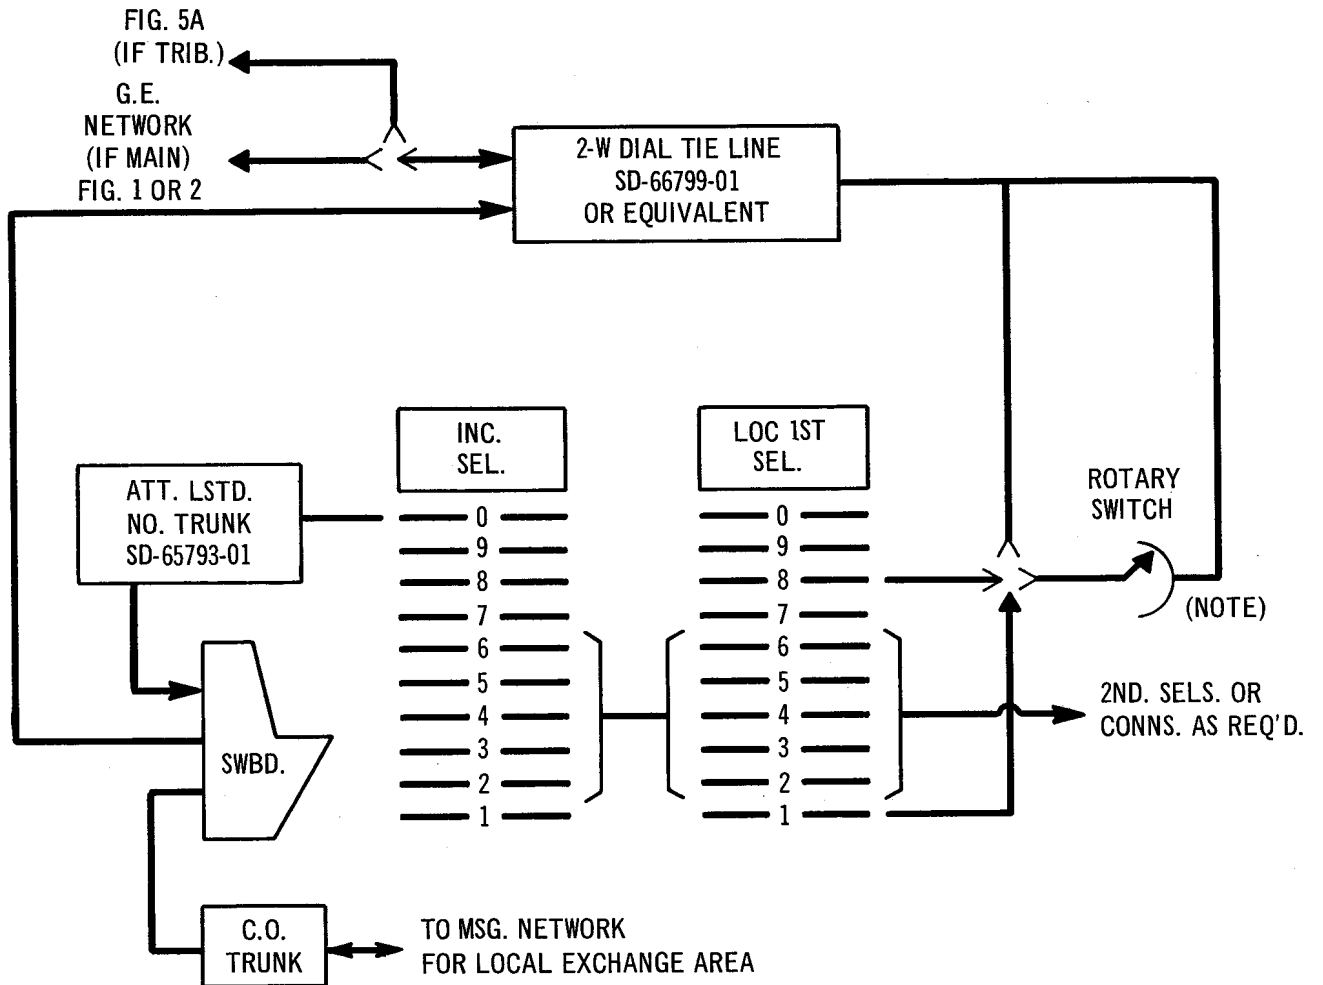 FIG. 5A
(IF TRIB.)
G.E.
NETWORK
(IF MAIN)
FIG. 1 OR 2
2-W DIAL TIE LINE
SD-66799-01
OR EQUIVALENT
INC.
SEL.
LOC 1ST
SEL.
ATT. LSTD.
NO. TRUNK
SD-65793-01
ROTARY
SWITCH
(NOTE)
0
9
8
7
6
5
4
3
2
1
0
9
8
7
6
5
4
3
2
1
2ND. SELS. OR
CONNS. AS REQ'D.
SWBD.
C.O.
TRUNK
TO MSG. NETWORK
FOR LOCAL EXCHANGE AREA